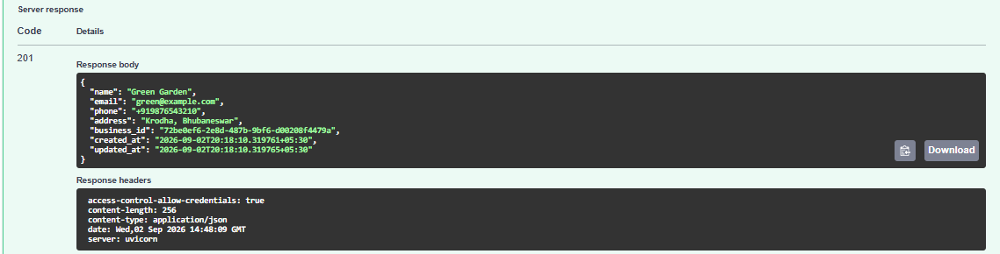 Server response
Code Details
201
Response body
{
"name": "Green Garden",
"email": "green@example.com",
"phone": "+919876543210",
"address": "Krodha, Bhubaneswar",
"business_id": "72be0ef6-2e8d-487b-9bf6-d00208f4479a",
"created_at": "2026-09-02T20:18:10.319761+05:30",
"updated_at": "2026-09-02T20:18:10.319765+05:30"
}
Download
Response headers
access-control-allow-credentials: true
content-length: 256
content-type: application/json
date: Wed,02 Sep 2026 14:48:09 GMT
server: uvicorn